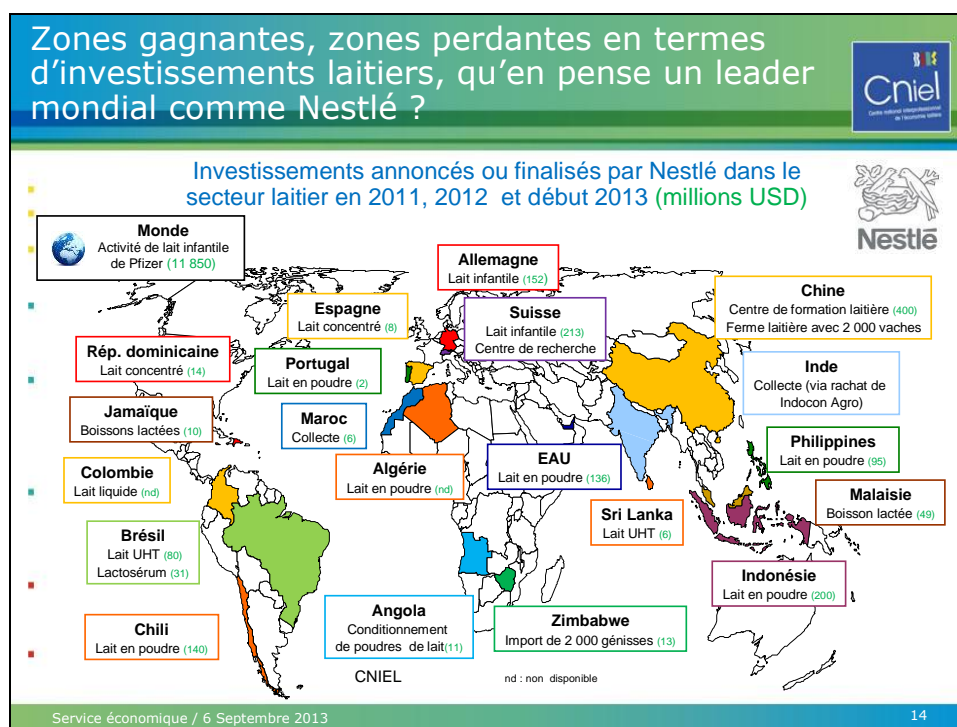 Zones gagnantes, zones perdantes en termes
d'investissements laitiers, qu'en pense un leader
mondial comme Nestlé ?
Cniel
Centre national interprofessionnel
de l'économie laitière
Investissements annoncés ou finalisés par Nestlé dans le
secteur laitier en 2011, 2012 et début 2013 (millions USD)
Nestlé
Monde
Activité de lait infantile
de Pfizer (11 850)
Allemagne
Lait infantile (152)
Chine
Centre de formation laitière (400)
Ferme laitière avec 2 000 vaches
Espagne
Lait concentré (8)
Suisse
Lait infantile (213)
Centre de recherche
Rép. dominicaine
Lait concentré (14)
Portugal
Lait en poudre (2)
Inde
Collecte (via rachat de
Indocon Agro)
Jamaïque
Boissons lactées (10)
Maroc
Collecte (6)
Philippines
Lait en poudre (95)
Colombie
Lait liquide (nd)
Algérie
Lait en poudre (nd)
EAU
Lait en poudre (136)
Malaisie
Boisson lactée (49)
Sri Lanka
Lait UHT (6)
Brésil
Lait UHT (80)
Lactosérum (31)
Indonésie
Lait en poudre (200)
Chili
Lait en poudre (140)
Angola
Conditionnement
de poudres de lait(11)
Zimbabwe
Import de 2 000 génisses (13)
CNIEL
nd : non disponible
Service économique / 6 Septembre 2013
14